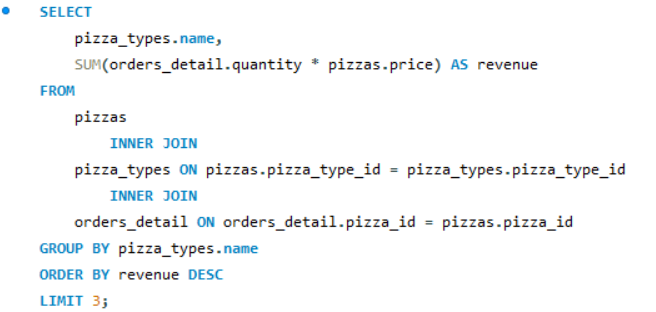 SELECT
pizza_types.name,
SUM(orders_detail.quantity * pizzas.price) AS revenue
FROM
pizzas
INNER JOIN
pizza_types ON pizzas.pizza_type_id = pizza_types.pizza_type_id
INNER JOIN
orders_detail ON orders_detail.pizza_id = pizzas.pizza_id
GROUP BY pizza_types.name
ORDER BY revenue DESC
LIMIT 3;